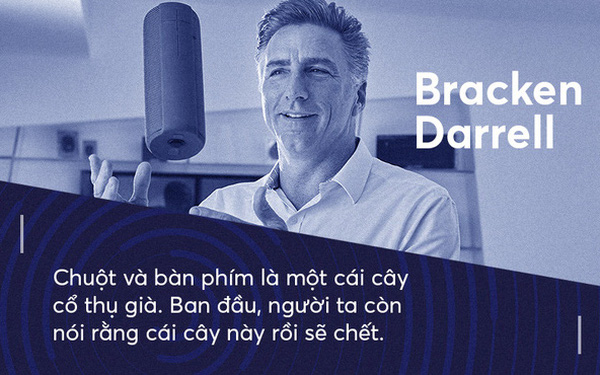 Bracken
Darrell
Chuột và bàn phím là một cái cây
cổ thụ già. Ban đầu, người ta còn
nói rằng cái cây này rồi sẽ chết.